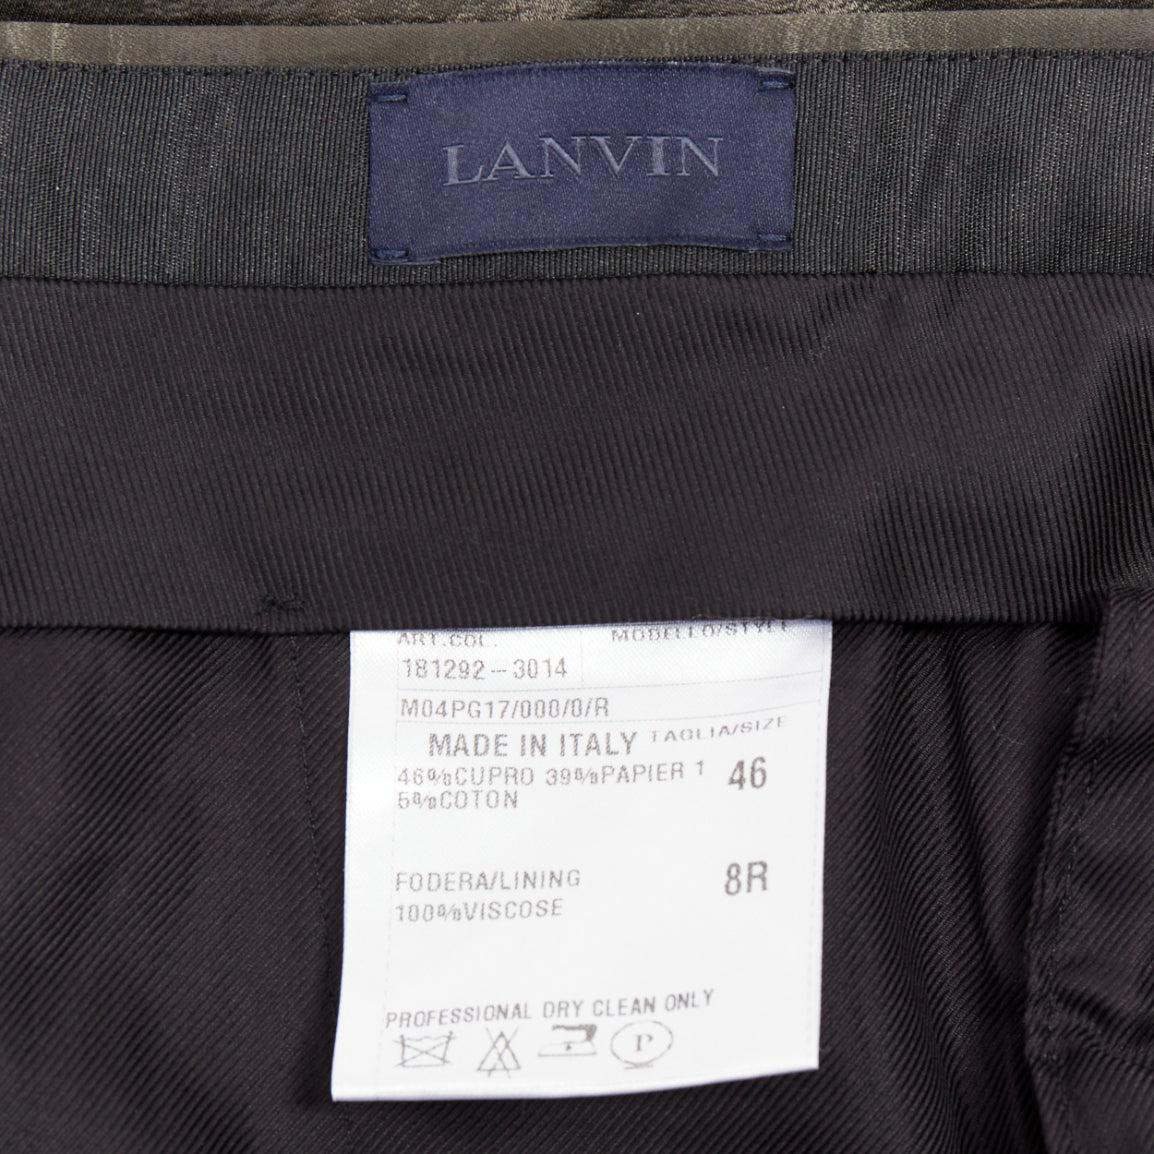 LANVIN
ART.COL. MODELLO/STYLE
181292--3014
M04PG17/000/0/R
MADE IN ITALY TAGLIA/SIZE
46%CUPRO 39%PAPIER 1 46
5%COTON
FODERA/LINING 8R
100%VISCOSE
PROFESSIONAL DRY CLEAN ONLY
P